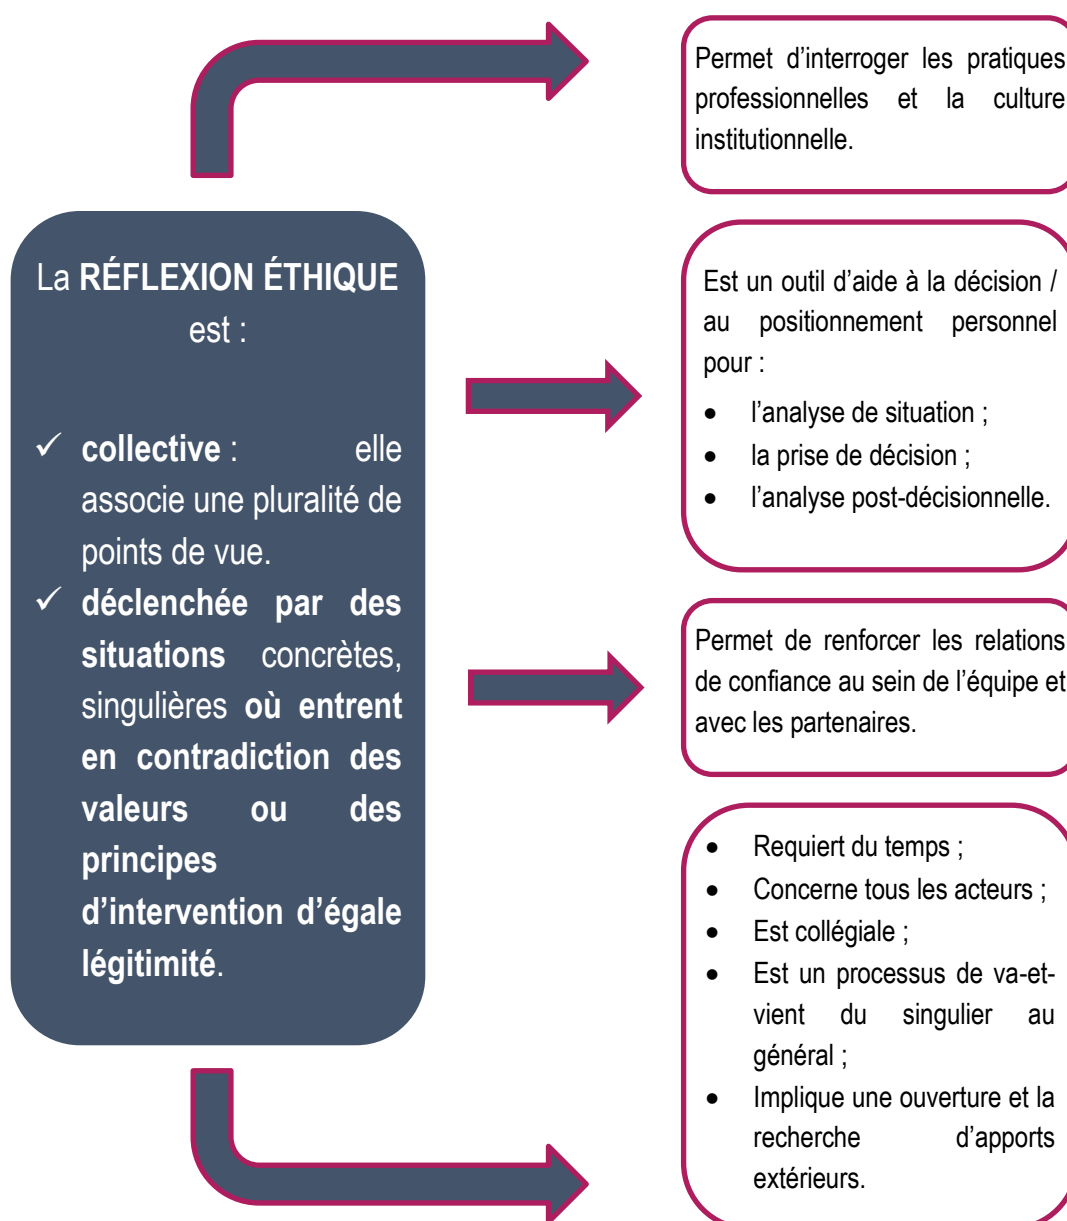 La RÉFLEXION ÉTHIQUE
est :
✓ collective : elle
associe une pluralité de
points de vue.
✓ déclenchée par des
situations concrètes,
singulières où entrent
en contradiction des
valeurs ou des
principes
d’intervention d'égale
légitimité.
Permet d’interroger les pratiques
professionnelles et la culture
institutionnelle.
Est un outil d’aide à la décision /
au positionnement personnel
pour :
• l’analyse de situation ;
• la prise de décision ;
• l’analyse post-décisionnelle.
Permet de renforcer les relations
de confiance au sein de l’équipe et
avec les partenaires.
• Requiert du temps ;
• Concerne tous les acteurs ;
• Est collégiale ;
• Est un processus de va-et-
vient du singulier au
général ;
• Implique une ouverture et la
recherche d’apports
extérieurs.